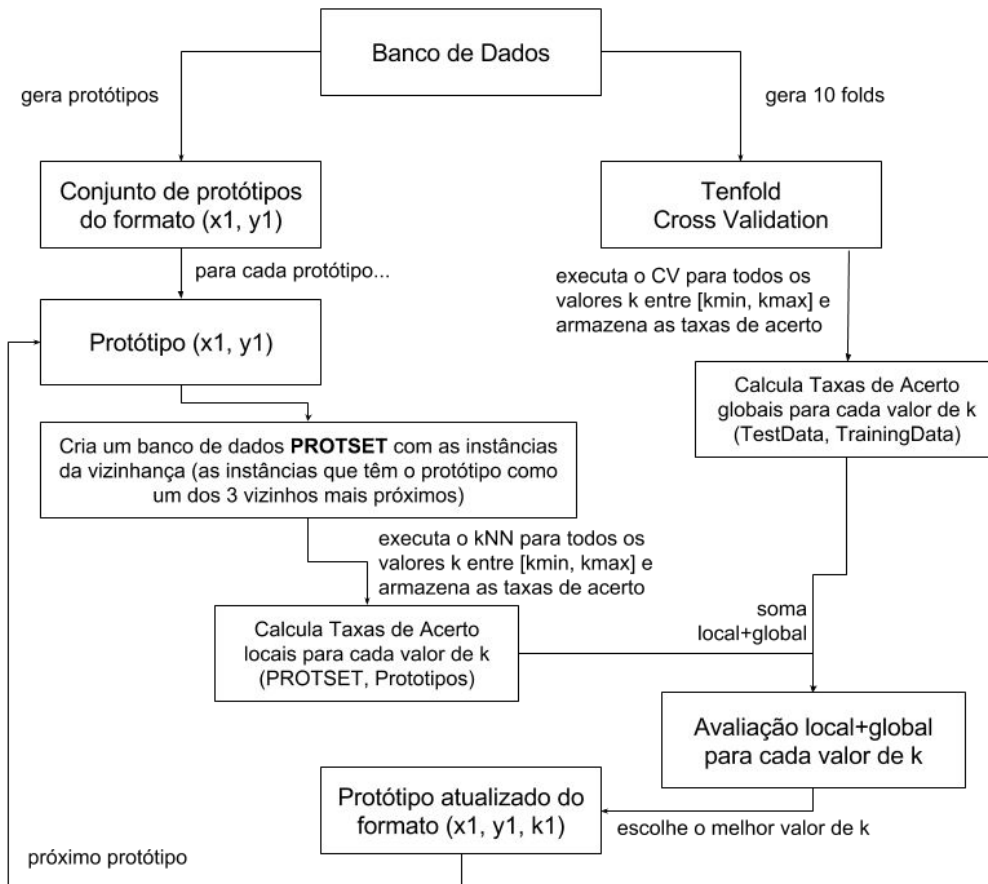 Banco de Dados
gera protótipos
gera 10 folds
Conjunto de protótipos
do formato (x1, y1)
Tenfold
Cross Validation
para cada protótipo...
executa o CV para todos os
valores k entre [kmin, kmax] e
armazena as taxas de acerto
Protótipo (x1, y1)
Calcula Taxas de Acerto
globais para cada valor de k
(TestData, TrainingData)
Cria um banco de dados PROTSET com as instâncias
da vizinhança (as instâncias que têm o protótipo como
um dos 3 vizinhos mais próximos)
executa o kNN para todos os
valores k entre [kmin, kmax] e
armazena as taxas de acerto
soma
local+global
Calcula Taxas de Acerto
locais para cada valor de k
(PROTSET, Prototipos)
Avaliação local+global
para cada valor de k
Protótipo atualizado do
formato (x1, y1, k1)
escolhe o melhor valor de k
próximo protótipo